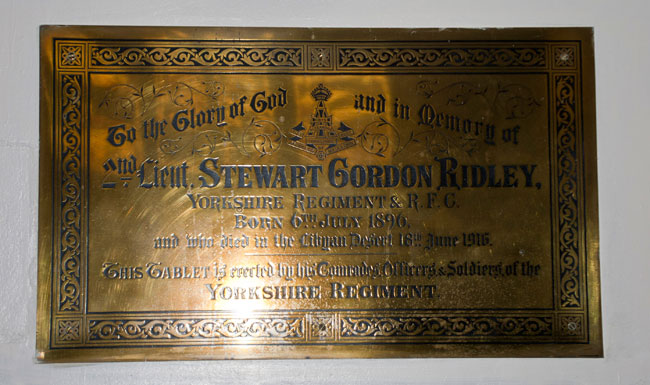 To the Glory of God and in Memory of
2nd Lieut. STEWART GORDON RIDLEY,
YORKSHIRE REGIMENT & R.F.C.
BORN 6TH JULY 1896,
and who died in the Libyan Desert 18th June 1916.
THIS TABLET is erected by his Comrades, Officers & Soldiers, of the
YORKSHIRE REGIMENT.